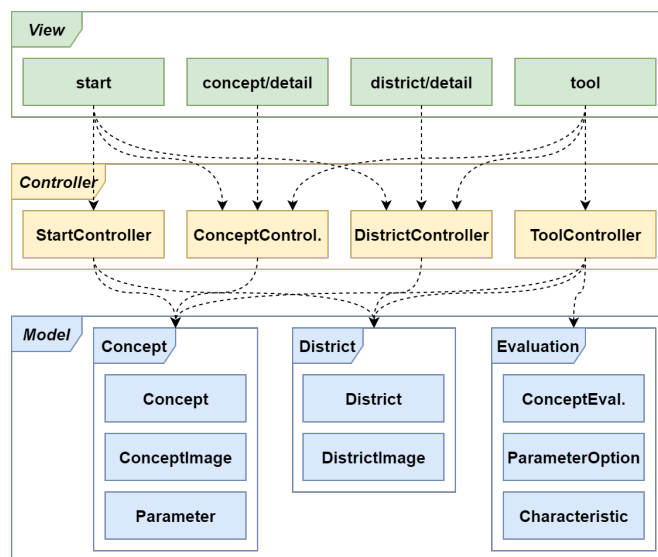 View
start
concept/detail
district/detail
tool
Controller
StartController
ConceptControl.
DistrictController
ToolController
Model
Concept
Concept
ConceptImage
Parameter
District
District
DistrictImage
Evaluation
ConceptEval.
ParameterOption
Characteristic